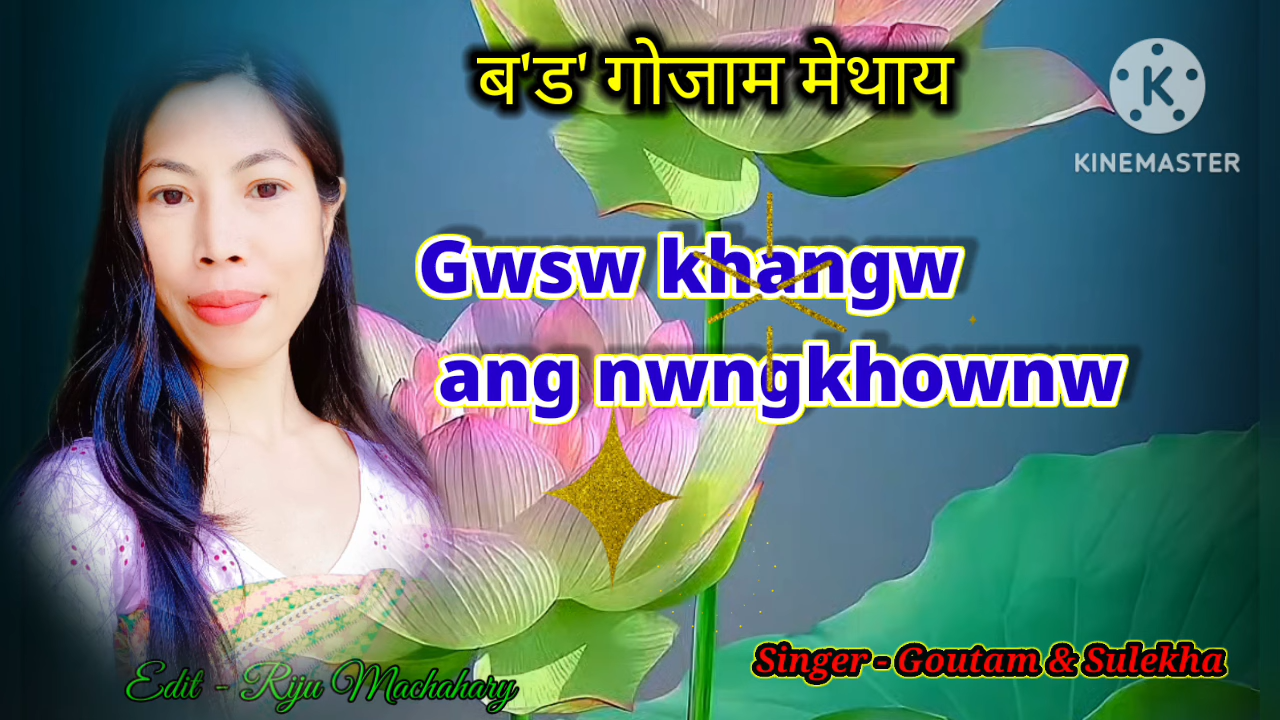 ब'ड' गोजाम मेथाय
KINEMASTER
Gwsw khangw
ang nwngkhownw
Singer - Goutam & Sulekha
Edit - Riju Machahary